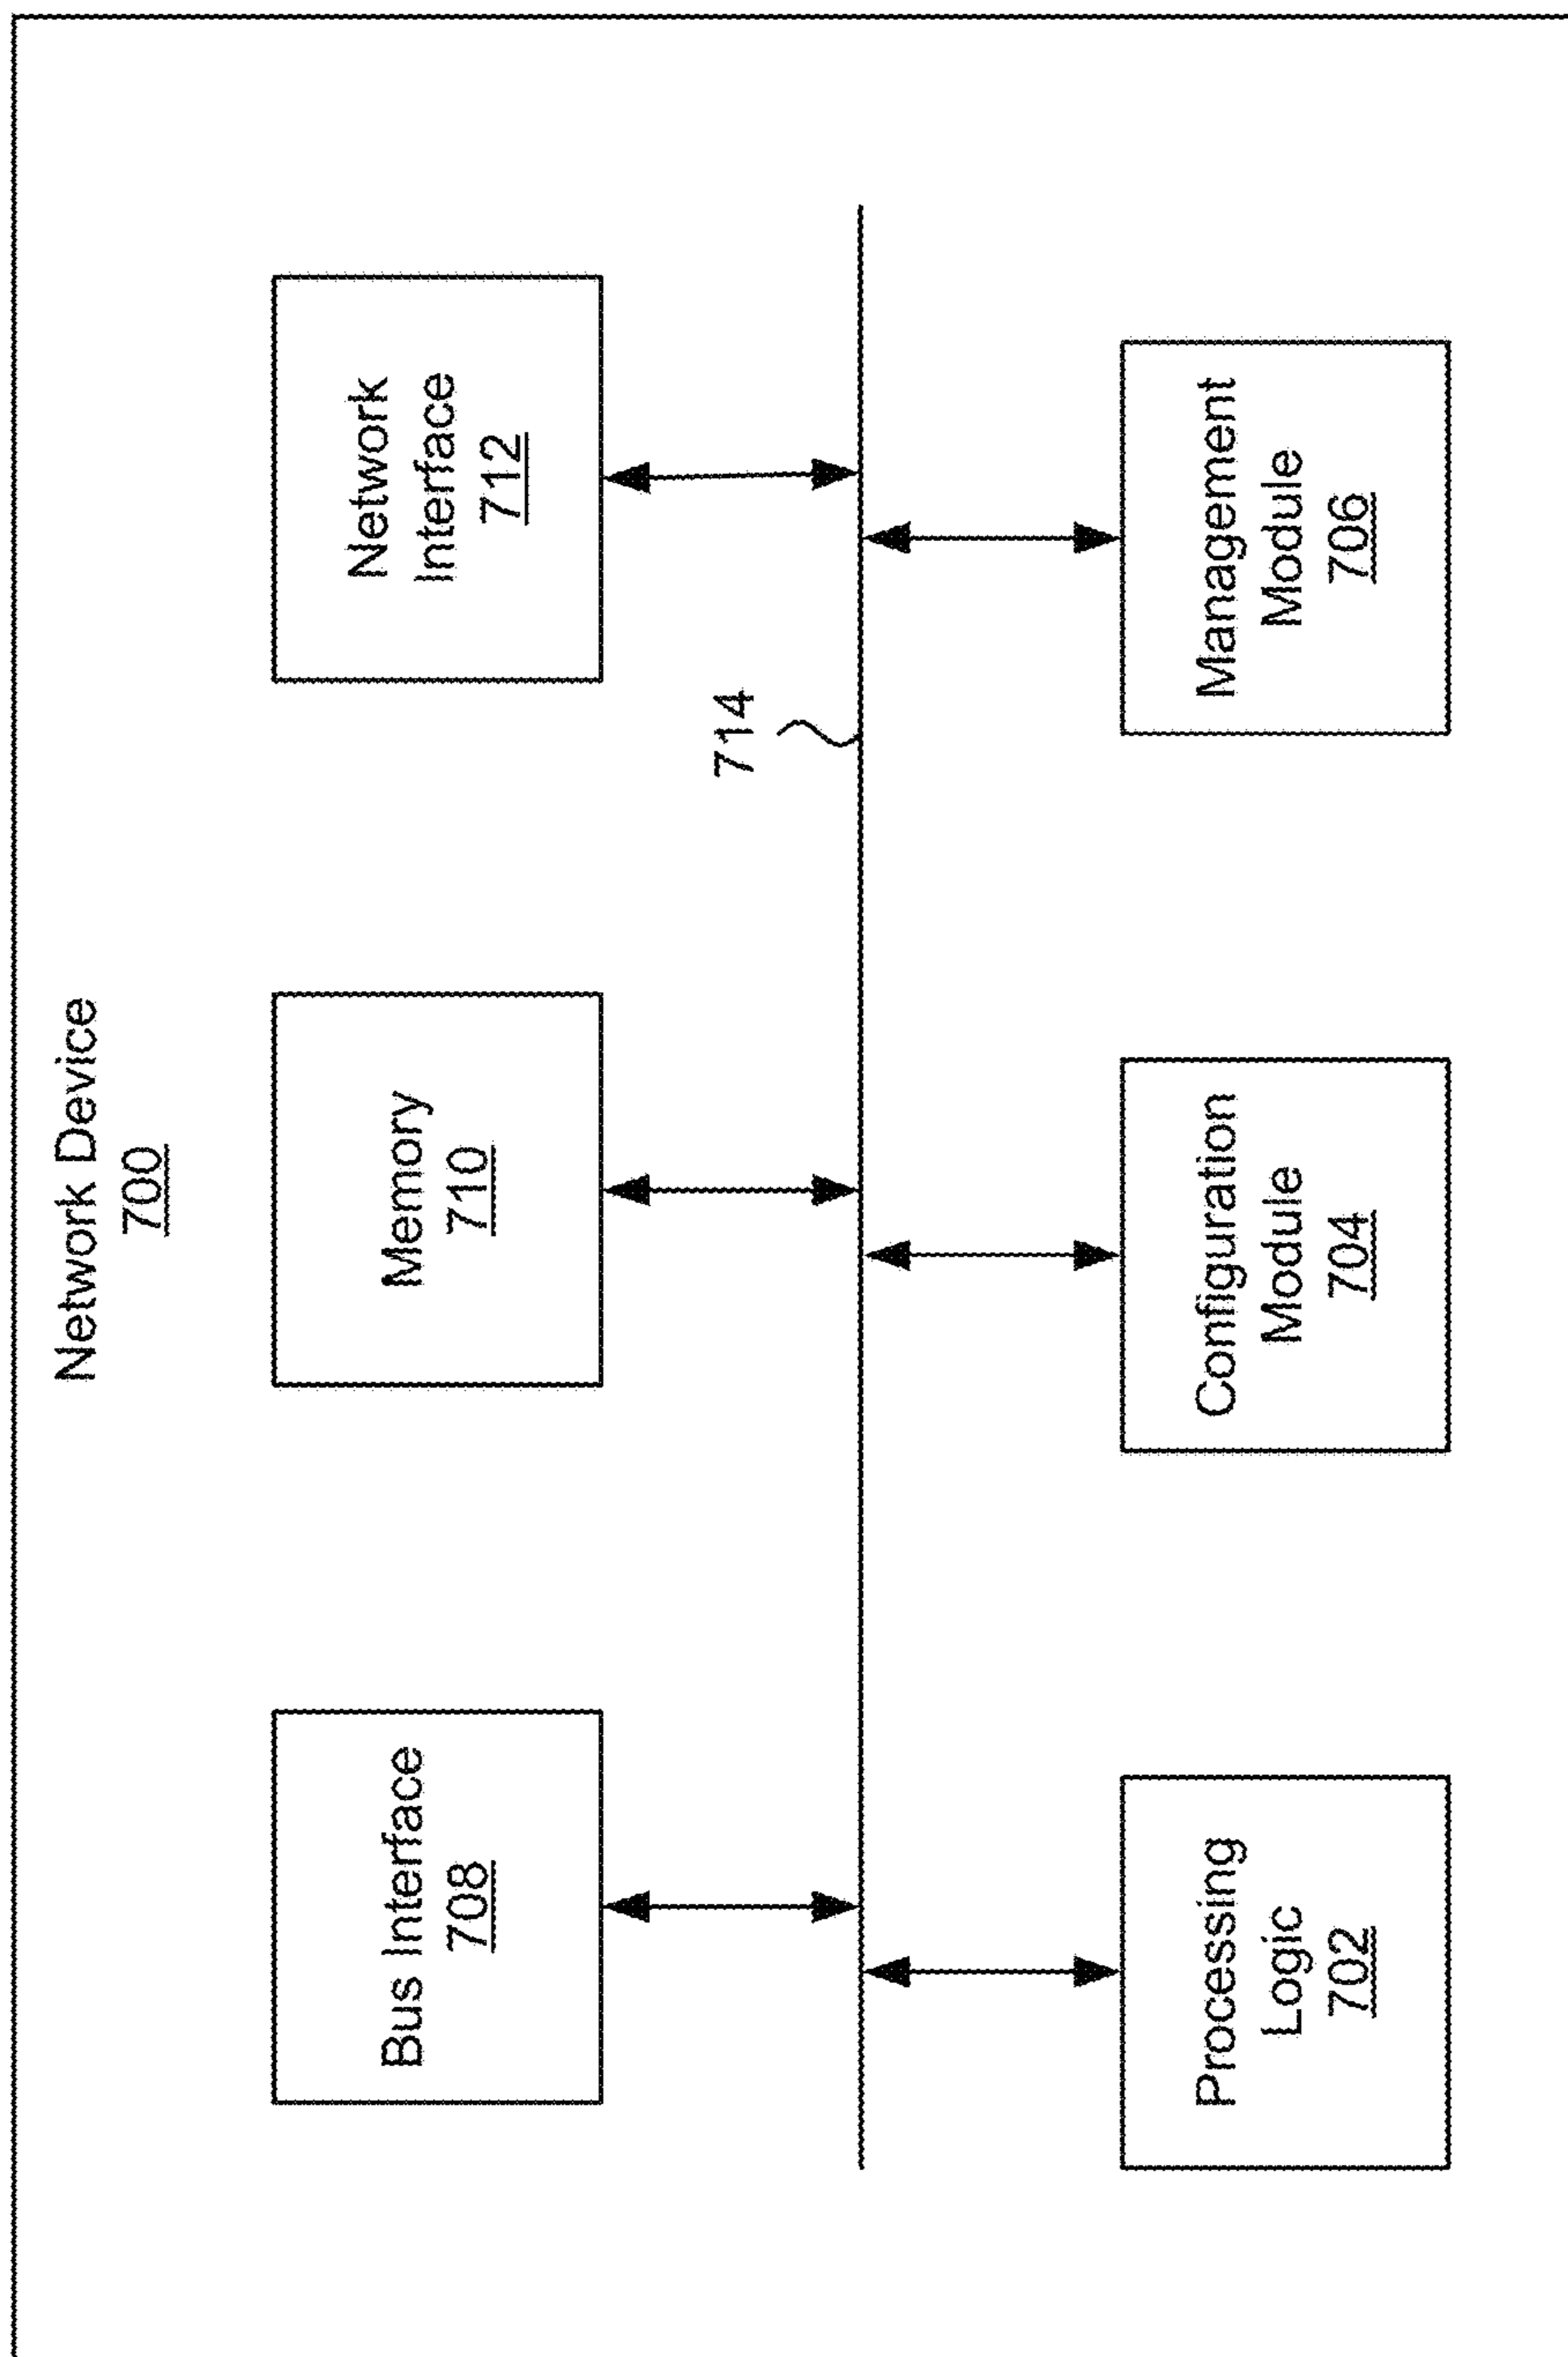 Network Device
700
Bus Interface
708
Memory
710
Network
Interface
712
714
Processing
Logic
702
Configuration
Module
704
Management
Module
706